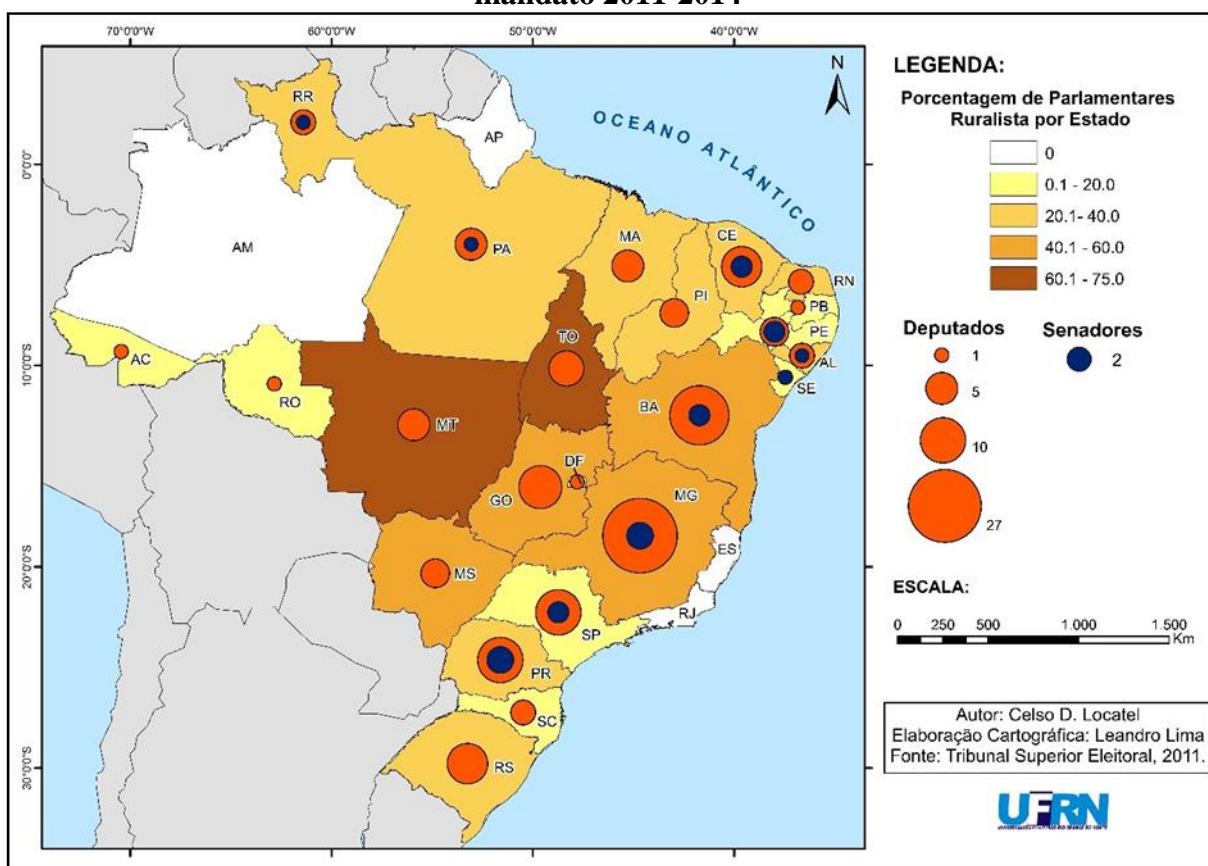 mandato 2011-2014
70°0'0"W
60°0'0"W
50°0'0"W
40°0'0"W
0°0'0"
10°0'0"S
20°0'0"S
30°0'0"S
N
OCEANO ATLÂNTICO
RR
AP
AM
PA
MA
CE
RN
PI
PB
PE
AL
SE
AC
RO
TO
MT
BA
DF
GO
MG
ES
MS
SP
RJ
PR
SC
RS
LEGENDA:
Porcentagem de Parlamentares
Ruralista por Estado
0
0.1 - 20.0
20.1- 40.0
40.1 - 60.0
60.1 - 75.0
Deputados
Senadores
1
2
5
10
27
ESCALA:
0 250 500 1.000 1.500
Km
Autor: Celso D. Locatel
Elaboração Cartográfica: Leandro Lima
Fonte: Tribunal Superior Eleitoral, 2011.
UFRN